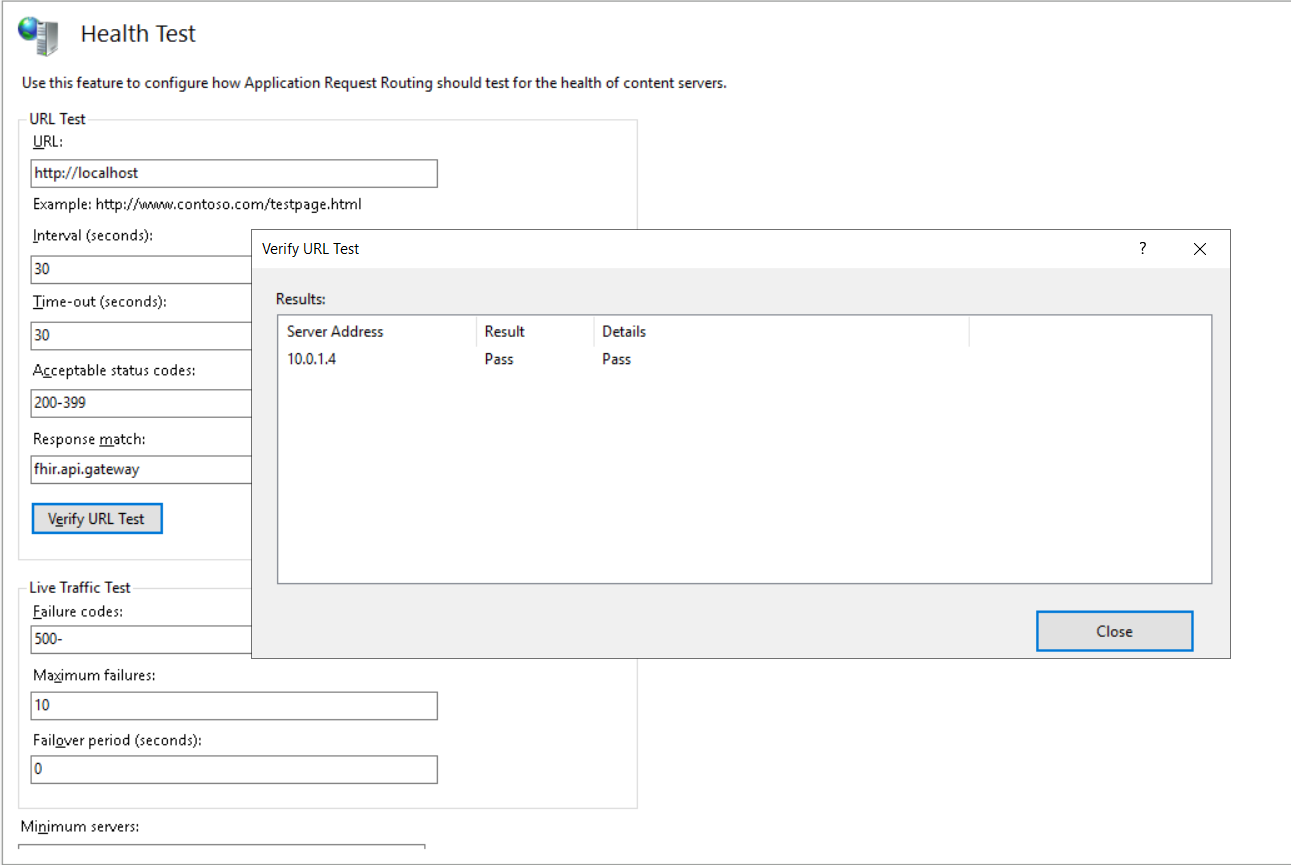 Health Test
Use this feature to configure how Application Request Routing should test for the health of content servers.
URL Test
URL:
http://localhost
Example: http://www.contoso.com/testpage.html
Interval (seconds):
30
Time-out (seconds):
30
Acceptable status codes:
200-399
Response match:
fhir.api.gateway
Verify URL Test
Verify URL Test
?
Results:
Server Address Result Details
10.0.1.4 Pass Pass
Close
Live Traffic Test
Failure codes:
500-
Maximum failures:
10
Failover period (seconds):
0
Minimum servers: